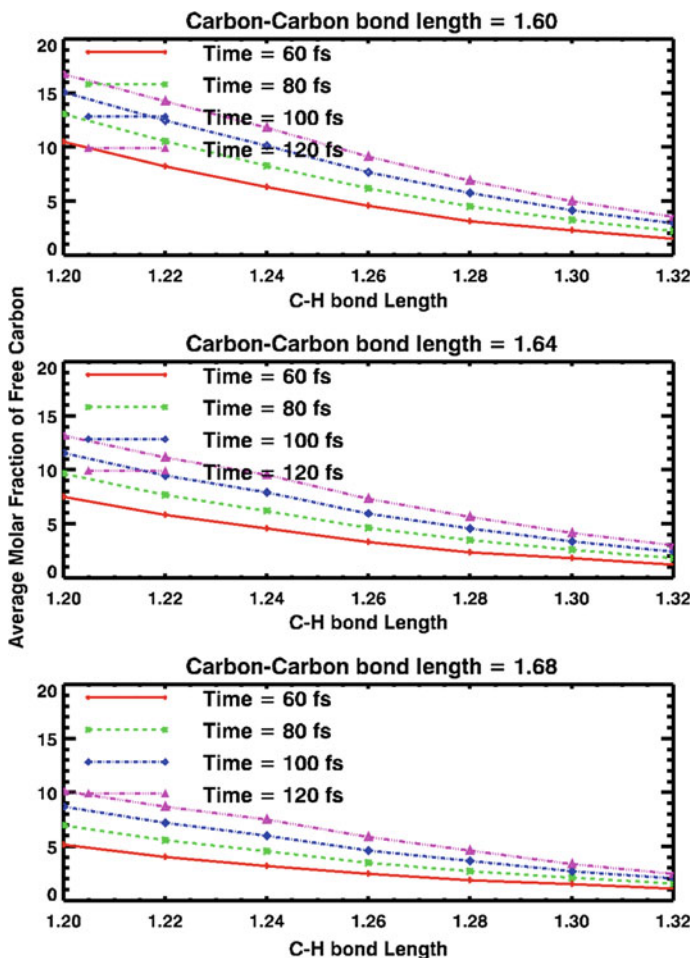 Carbon-Carbon bond length = 1.60
20
15
10
5
0
Time = 60 fs
Time = 80 fs
Time = 100 fs
Time = 120 fs
1.20 1.22 1.24 1.26 1.28 1.30 1.32
C-H bond Length
Average Molar Fraction of Free Carbon
Carbon-Carbon bond length = 1.64
20
15
10
5
0
Time = 60 fs
Time = 80 fs
Time = 100 fs
Time = 120 fs
1.20 1.22 1.24 1.26 1.28 1.30 1.32
C-H bond Length
Carbon-Carbon bond length = 1.68
20
15
10
5
0
Time = 60 fs
Time = 80 fs
Time = 100 fs
Time = 120 fs
1.20 1.22 1.24 1.26 1.28 1.30 1.32
C-H bond Length